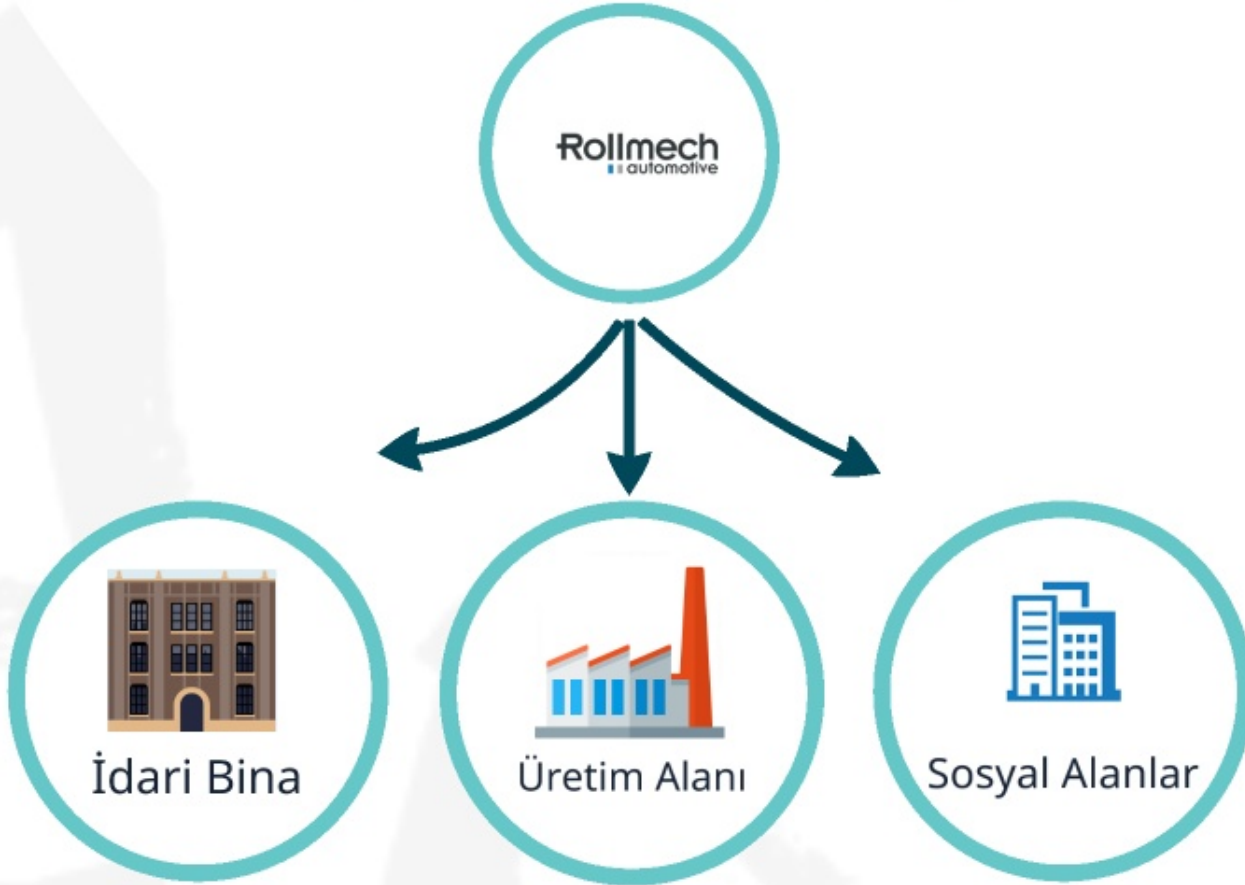 Rollmech
automotive
İdari Bina
Üretim Alanı
Sosyal Alanlar